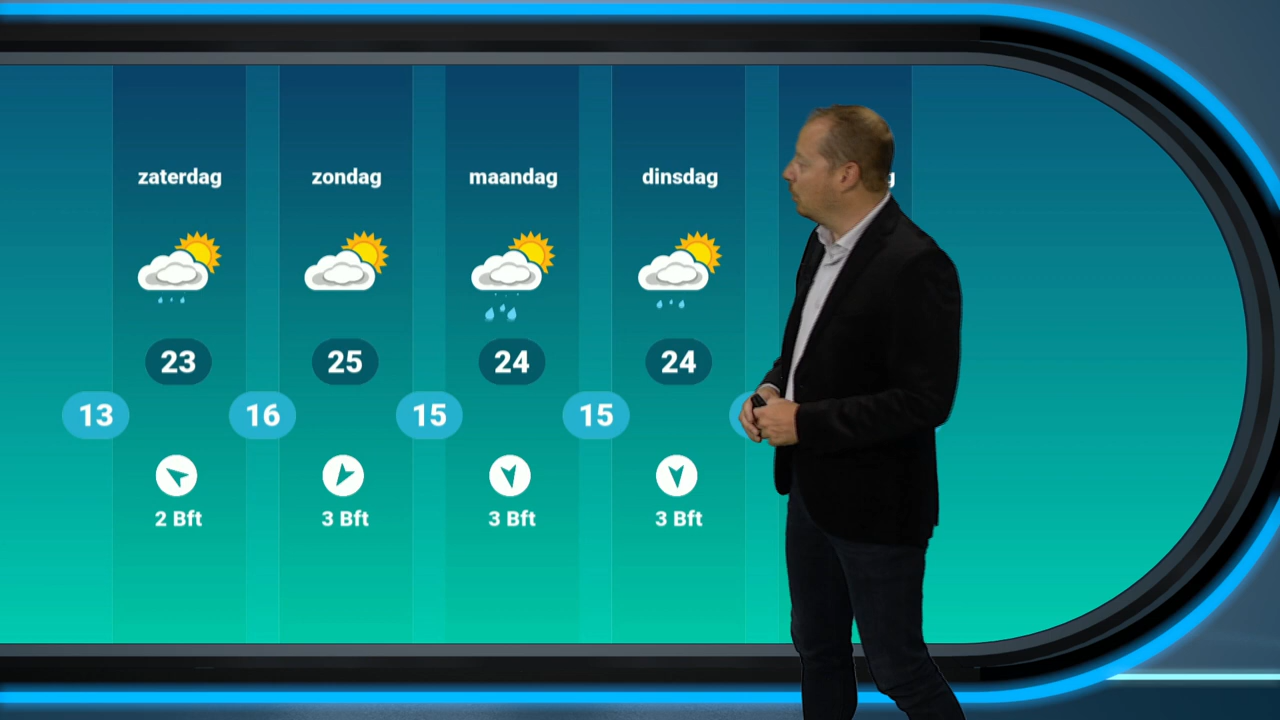 zaterdag zondag maandag dinsdag
23 25 24 24
13 16 15 15
2 Bft 3 Bft 3 Bft 3 Bft